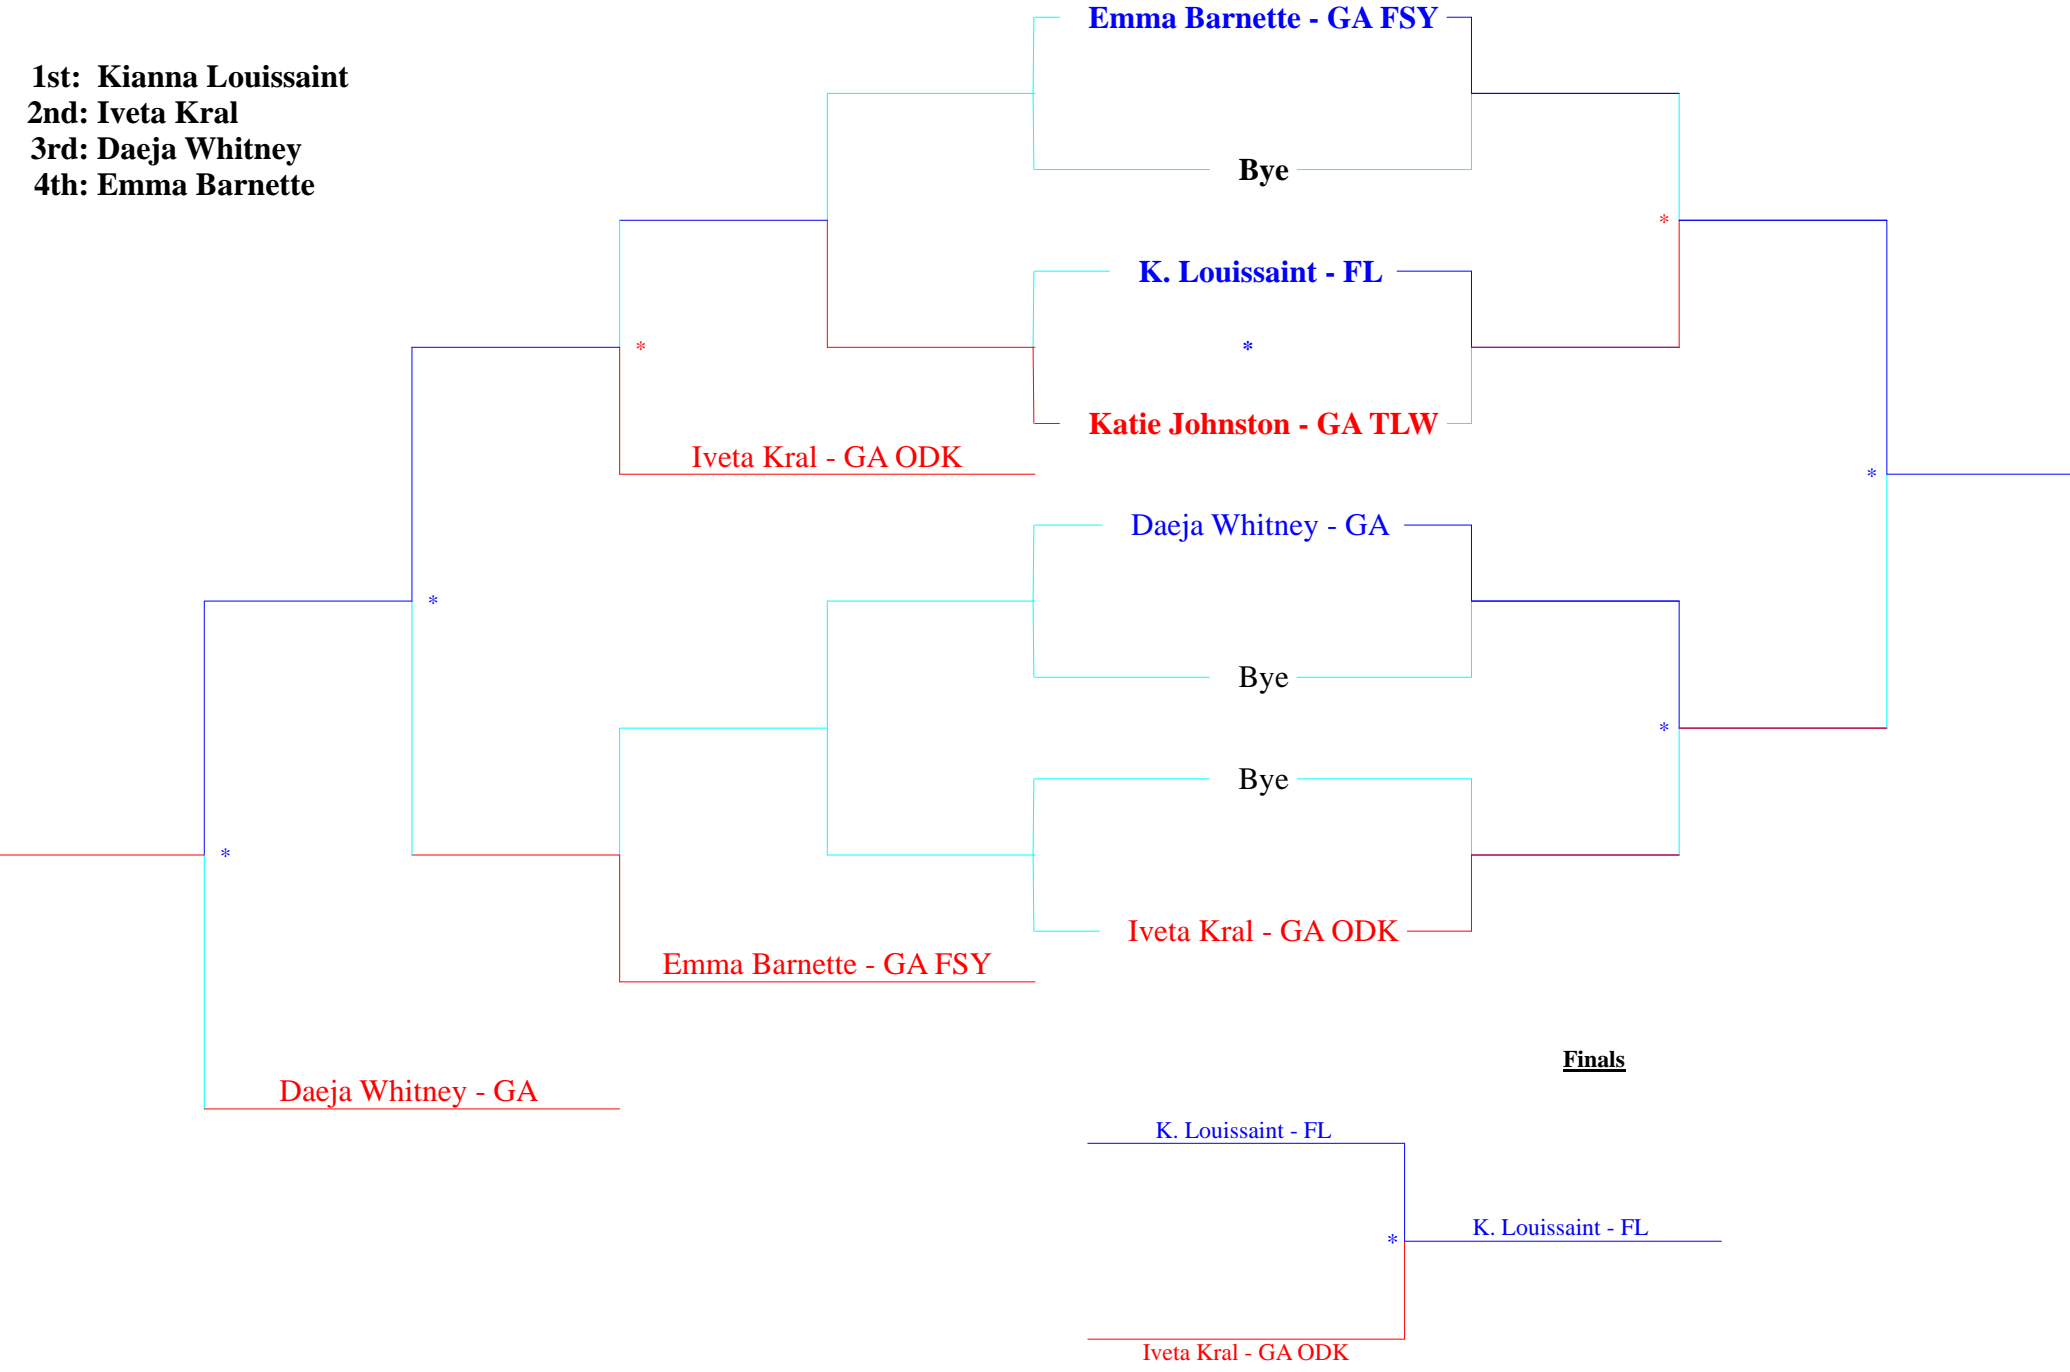 Emma Barnette - GA FSY
1st: Kianna Louissaint
2nd: Iveta Kral
3rd: Daeja Whitney
4th: Emma Barnette
Bye
*
K. Louissaint - FL
*
*
Katie Johnston - GA TLW
Iveta Kral - GA ODK
*
Daeja Whitney - GA
*
Bye
*
Bye
*
Iveta Kral - GA ODK
Emma Barnette - GA FSY
Finals
Daeja Whitney - GA
K. Louissaint - FL
K. Louissaint - FL
*
Iveta Kral - GA ODK